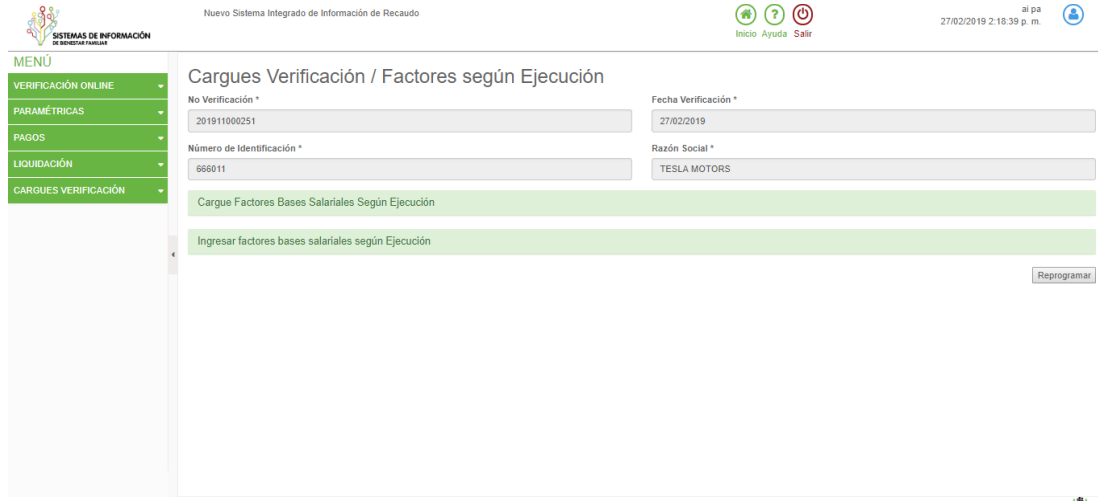 SISTEMAS DE INFORMACIÓN
DE BIENESTAR FAMILIAR
Nuevo Sistema Integrado de Información de Recaudo
Inicio Ayuda Salir
ai pa
27/02/2019 2:18:39 p. m.
MENÚ
VERIFICACIÓN ONLINE
PARAMÉTRICAS
PAGOS
LIQUIDACIÓN
CARGUES VERIFICACIÓN
Cargues Verificación / Factores según Ejecución
No Verificación *
Fecha Verificación *
201911000251
27/02/2019
Número de Identificación *
Razón Social *
666011
TESLA MOTORS
Cargue Factores Bases Salariales Según Ejecución
Ingresar factores bases salariales según Ejecución
Reprogramar